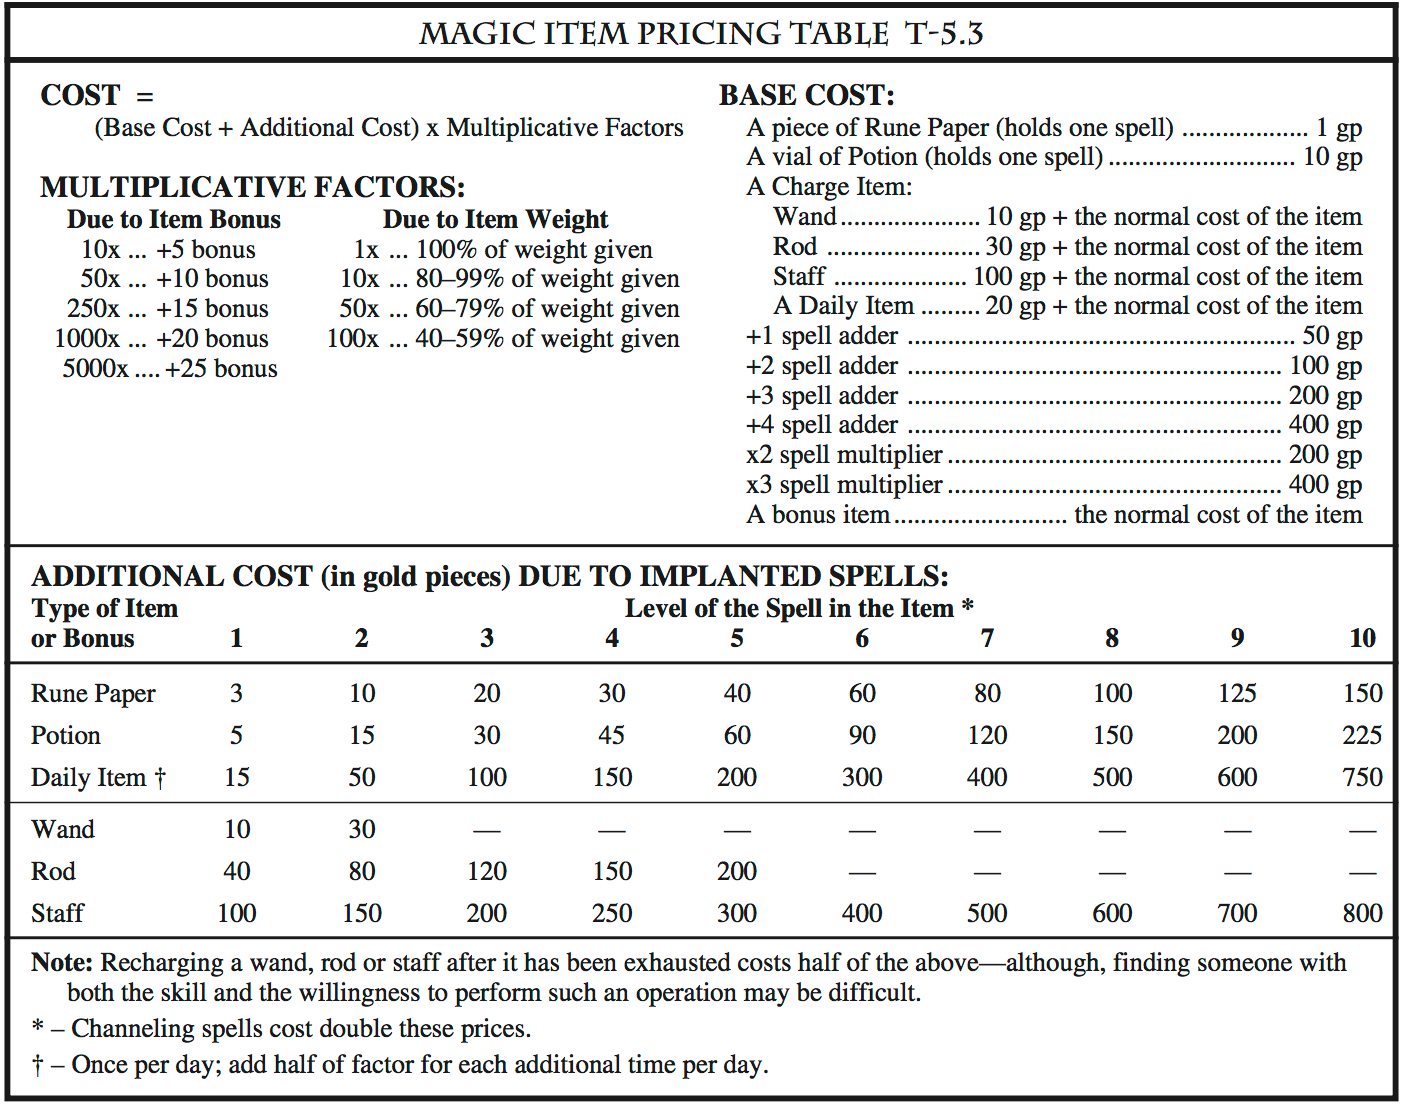 MAGIC ITEM PRICING TABLE T-5.3
COST =
(Base Cost + Additional Cost) x Multiplicative Factors
MULTIPLICATIVE FACTORS:
Due to Item Bonus Due to Item Weight
10x ... +5 bonus 1x ... 100% of weight given
50x ... +10 bonus 10x ... 80–99% of weight given
250x ... +15 bonus 50x ... 60–79% of weight given
1000x ... +20 bonus 100x ... 40–59% of weight given
5000x .... +25 bonus
BASE COST:
A piece of Rune Paper (holds one spell) ................... 1 gp
A vial of Potion (holds one spell) ............................ 10 gp
A Charge Item:
Wand ..................... 10 gp + the normal cost of the item
Rod ....................... 30 gp + the normal cost of the item
Staff .................... 100 gp + the normal cost of the item
A Daily Item ......... 20 gp + the normal cost of the item
+1 spell adder .......................................................... 50 gp
+2 spell adder ........................................................ 100 gp
+3 spell adder ........................................................ 200 gp
+4 spell adder ........................................................ 400 gp
x2 spell multiplier .................................................. 200 gp
x3 spell multiplier .................................................. 400 gp
A bonus item .......................... the normal cost of the item
ADDITIONAL COST (in gold pieces) DUE TO IMPLANTED SPELLS:
Type of Item Level of the Spell in the Item *
or Bonus 1 2 3 4 5 6 7 8 9 10
Rune Paper 3 10 20 30 40 60 80 100 125 150
Potion 5 15 30 45 60 90 120 150 200 225
Daily Item † 15 50 100 150 200 300 400 500 600 750
Wand 10 30 — — — — — — — —
Rod 40 80 120 150 200 — — — — —
Staff 100 150 200 250 300 400 500 600 700 800
Note: Recharging a wand, rod or staff after it has been exhausted costs half of the above—although, finding someone with
both the skill and the willingness to perform such an operation may be difficult.
* – Channeling spells cost double these prices.
† – Once per day; add half of factor for each additional time per day.